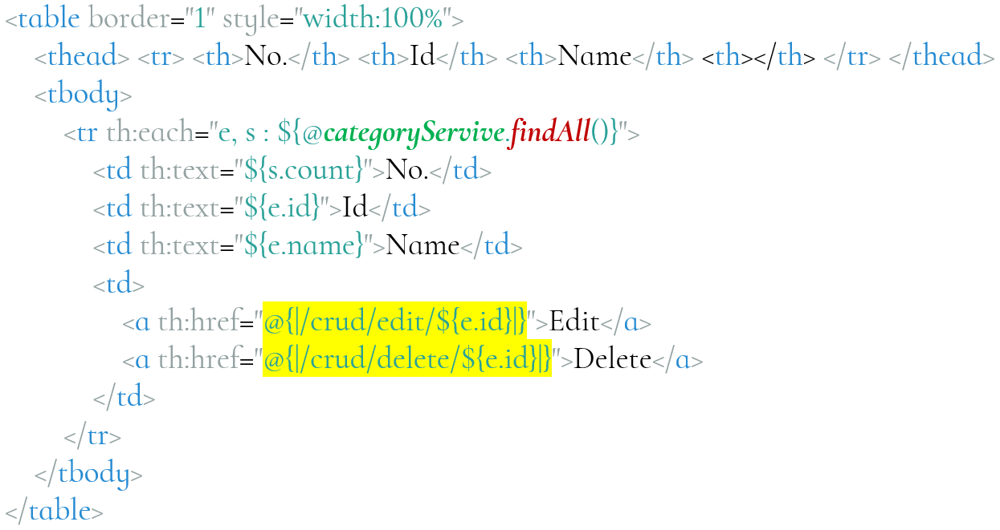 <table border="1" style="width:100%">
<thead> <tr> <th>No.</th> <th>Id</th> <th>Name</th> <th></th> </tr> </thead>
<tbody>
<tr th:each="e, s : ${@categoryServive.findAll()}">
<td th:text="${s.count}">No.</td>
<td th:text="${e.id}">Id</td>
<td th:text="${e.name}">Name</td>
<td>
<a th:href="@{|/crud/edit/${e.id}|}">Edit</a>
<a th:href="@{|/crud/delete/${e.id}|}">Delete</a>
</td>
</tr>
</tbody>
</table>